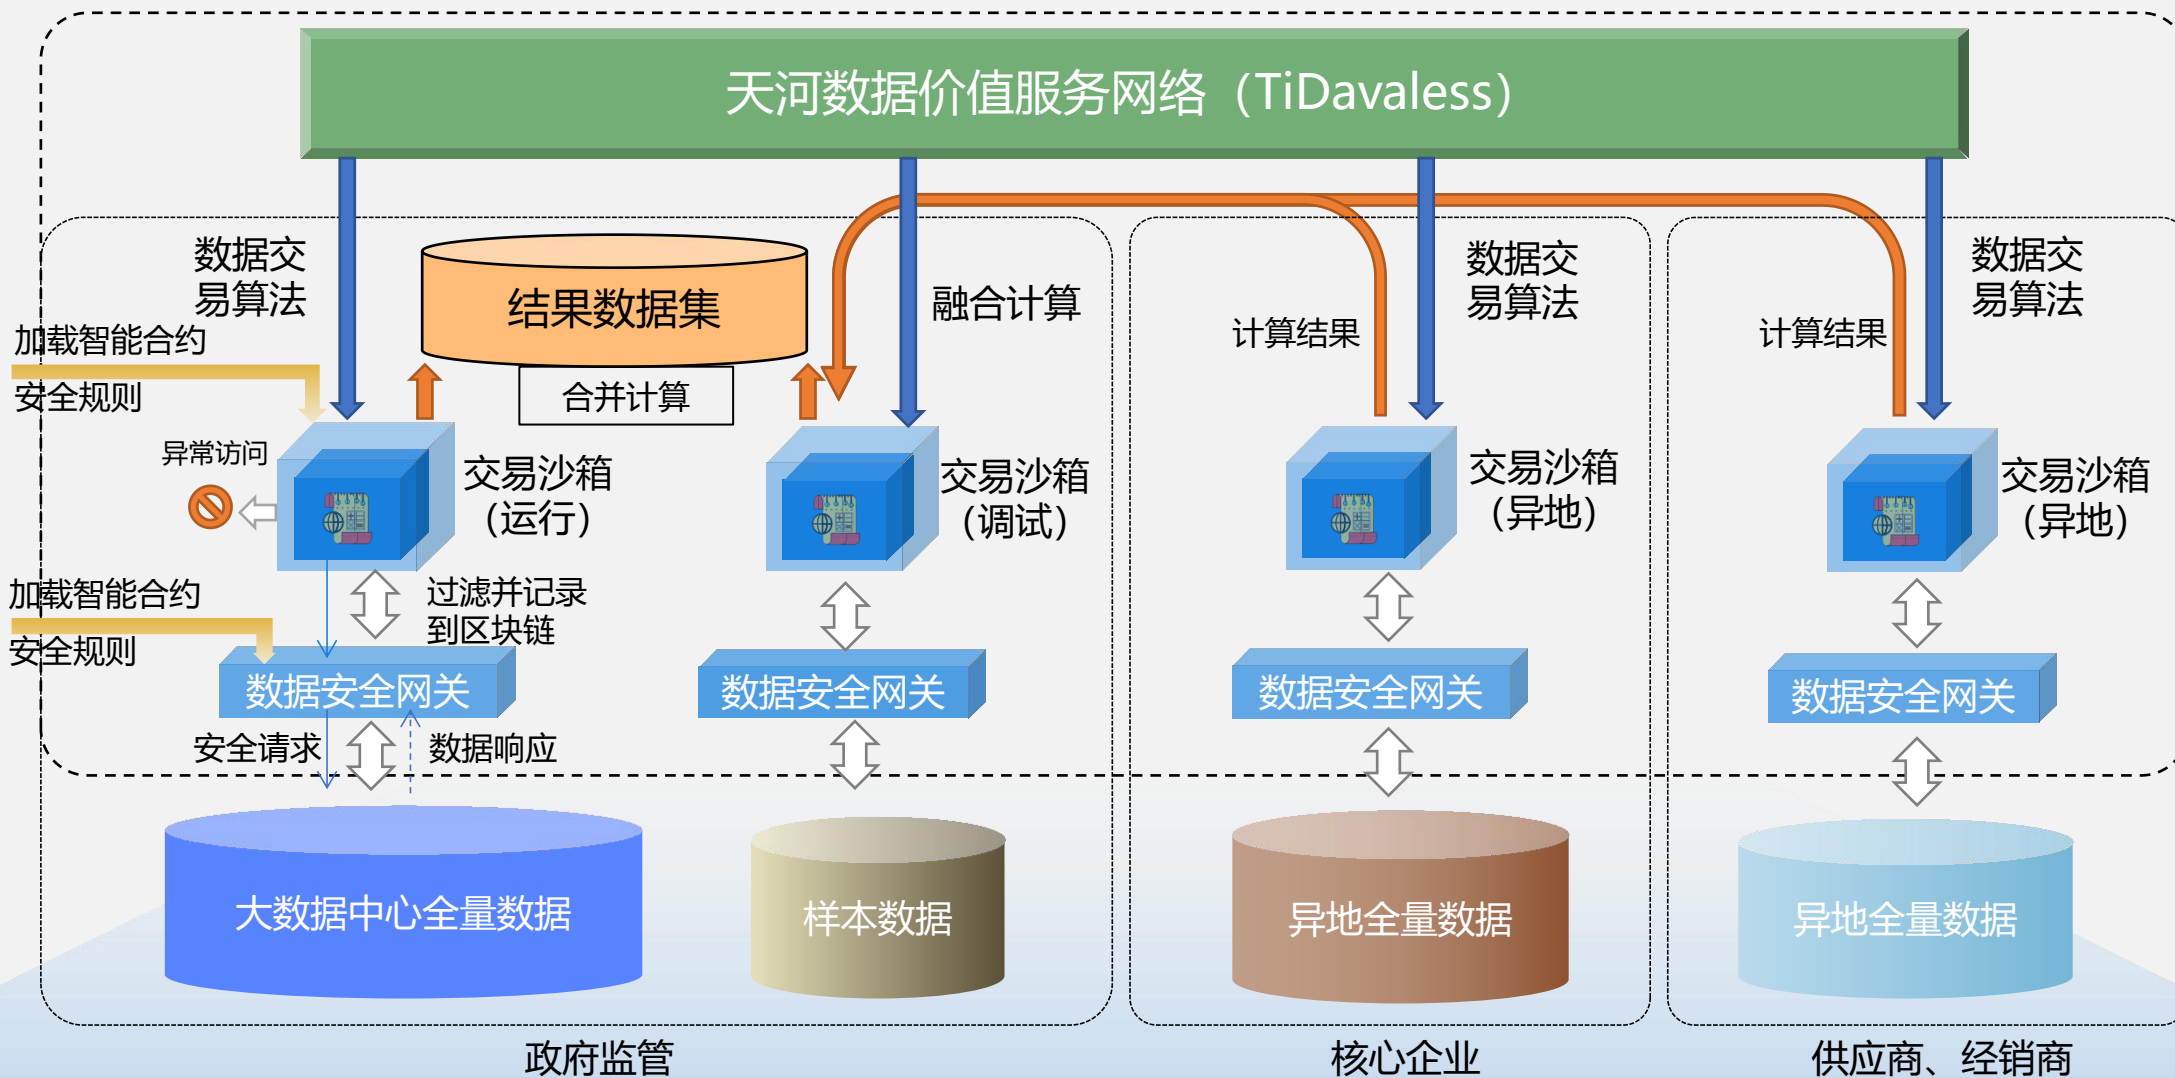 天河数据价值服务网络（TiDavaless）
数据交
易算法
结果数据集
合并计算
融合计算
计算结果
数据交
易算法
计算结果
数据交
易算法
加载智能合约
安全规则
异常访问
交易沙箱
（运行）
交易沙箱
（调试）
交易沙箱
（异地）
交易沙箱
（异地）
加载智能合约
安全规则
过滤并记录
到区块链
数据安全网关
数据安全网关
数据安全网关
数据安全网关
安全请求
数据响应
大数据中心全量数据
样本数据
异地全量数据
异地全量数据
政府监管
核心企业
供应商、经销商